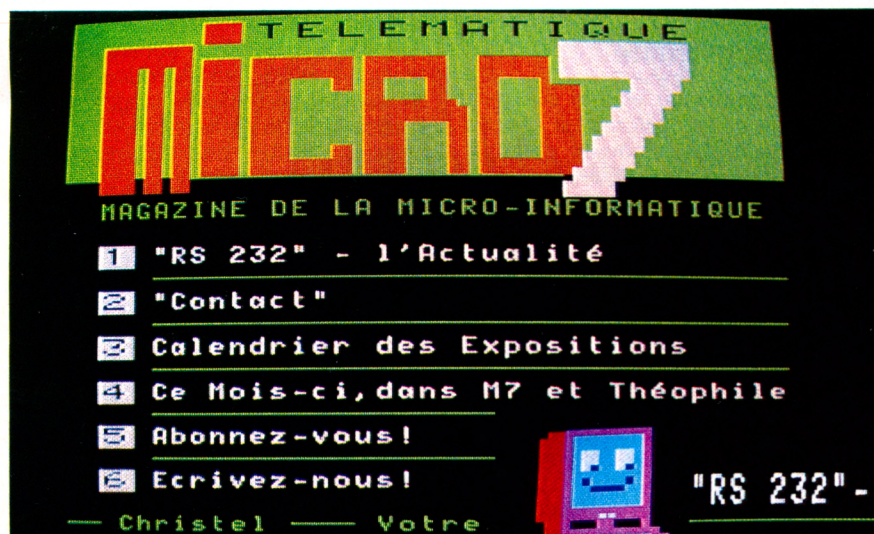 TELEMATIQUE
MiCRO7
MAGAZINE DE LA MICRO-INFORMATIQUE
1 "RS 232" - l'Actualité
2 "Contact"
3 Calendrier des Expositions
4 Ce Mois-ci,dans M7 et Théophile
5 Abonnez-vous!
6 Ecrivez-nous!
"RS 232"-
— Christel — Votre